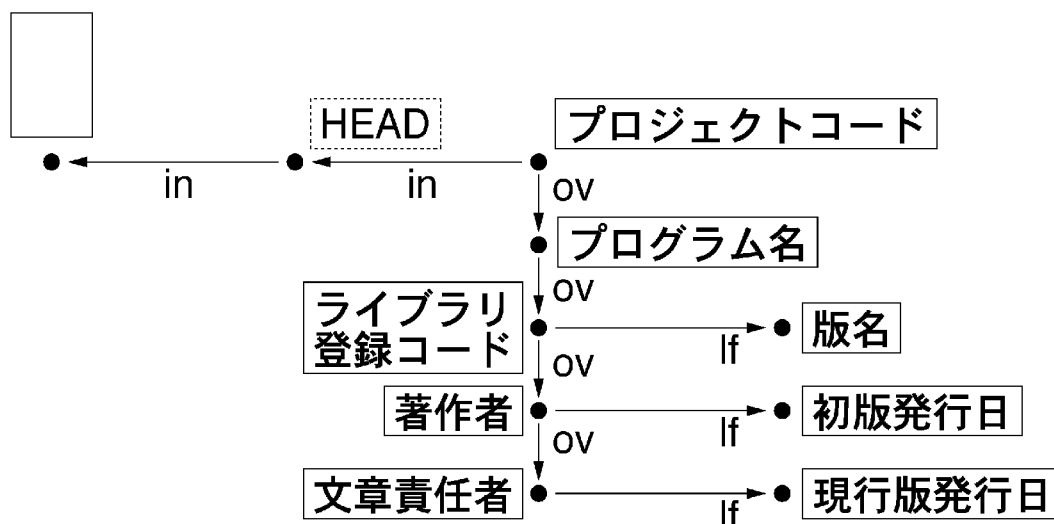 HEAD
プロジェクトコード
in
in
ov
プログラム名
ov
ライブラリ
登録コード
lf
版名
ov
著作者
lf
初版発行日
ov
文章責任者
lf
現行版発行日